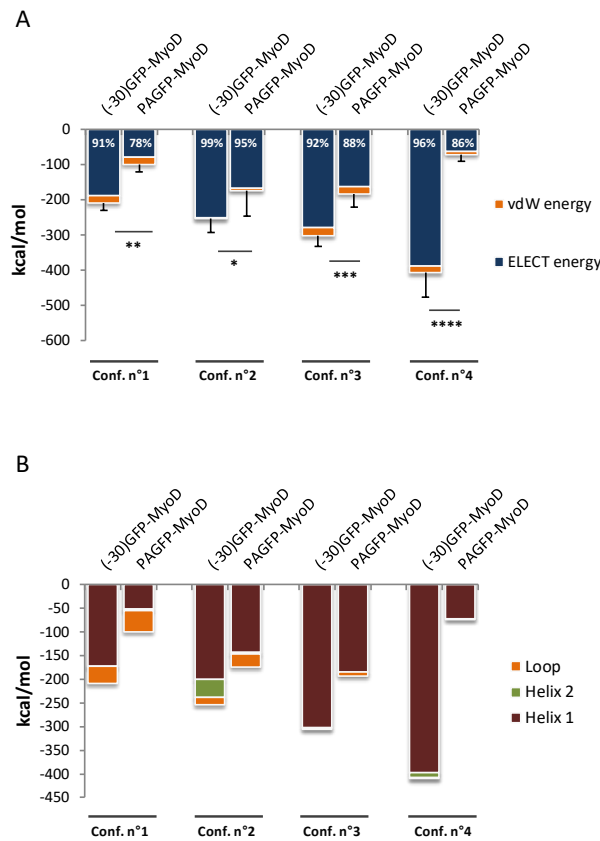 A
(-30)GFP-MyoD
PAGFP-MyoD
(-30)GFP-MyoD
PAGFP-MyoD
(-30)GFP-MyoD
PAGFP-MyoD
(-30)GFP-MyoD
PAGFP-MyoD
0
-100
-200
-300
-400
-500
-600
kcal/mol
91% 78% 99% 95% 92% 88% 96% 86%
** * *** ****
vdW energy
ELECT energy
Conf. n°1 Conf. n°2 Conf. n°3 Conf. n°4
B
(-30)GFP-MyoD
PAGFP-MyoD
(-30)GFP-MyoD
PAGFP-MyoD
(-30)GFP-MyoD
PAGFP-MyoD
(-30)GFP-MyoD
PAGFP-MyoD
0
-50
-100
-150
-200
-250
-300
-350
-400
-450
kcal/mol
Loop
Helix 2
Helix 1
Conf. n°1 Conf. n°2 Conf. n°3 Conf. n°4